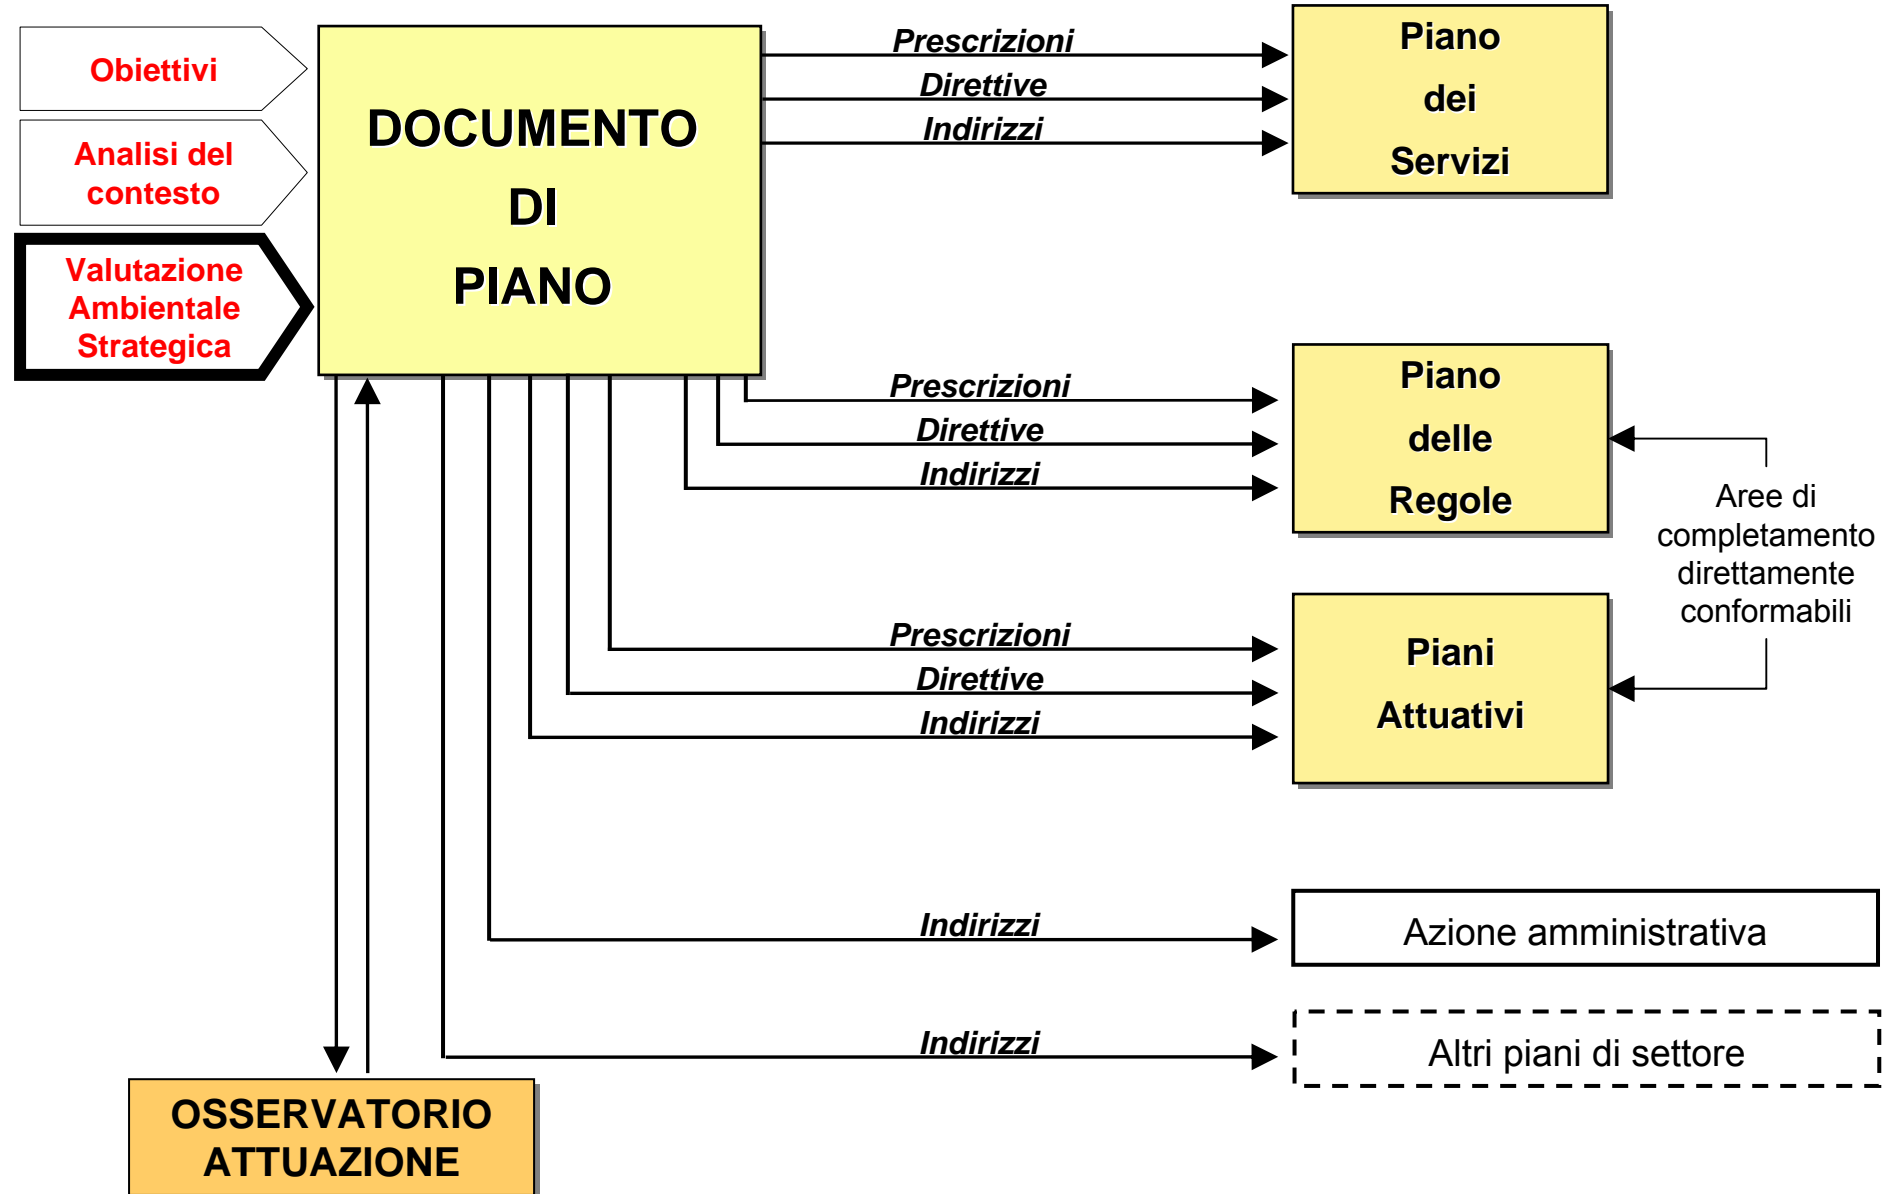 Obiettivi
Analisi del
contesto
Valutazione
Ambientale
Strategica
DOCUMENTO
DI
PIANO
Prescrizioni
Direttive
Indirizzi
Piano
dei
Servizi
Prescrizioni
Direttive
Indirizzi
Piano
delle
Regole
Aree di
completamento
direttamente
conformabili
Prescrizioni
Direttive
Indirizzi
Piani
Attuativi
Indirizzi
Azione amministrativa
Indirizzi
Altri piani di settore
OSSERVATORIO
ATTUAZIONE